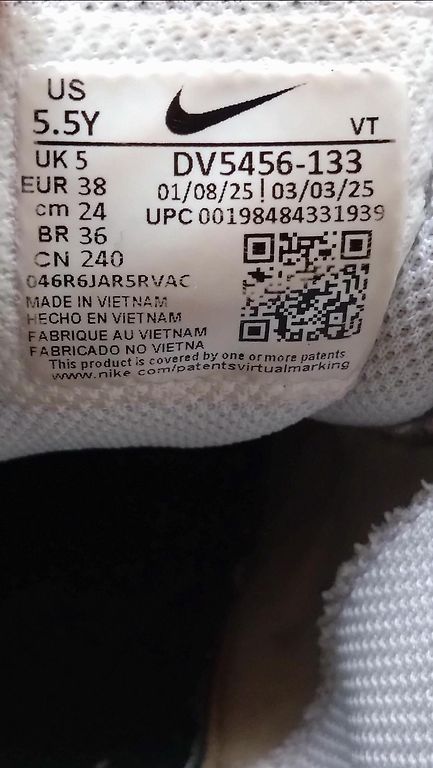 US
5.5Y
VT
UK 5
EUR 38
cm 24
BR 36
CN 240
DV5456-133
01/08/25 | 03/03/25
UPC 00198484331939
046R6JAR5RVAC
MADE IN VIETNAM
HECHO EN VIETNAM
FABRIQUE AU VIETNAM
FABRICADO NO VIETNA
This product is covered by one or more patents
www.nike.com/patentsvirtualmarking